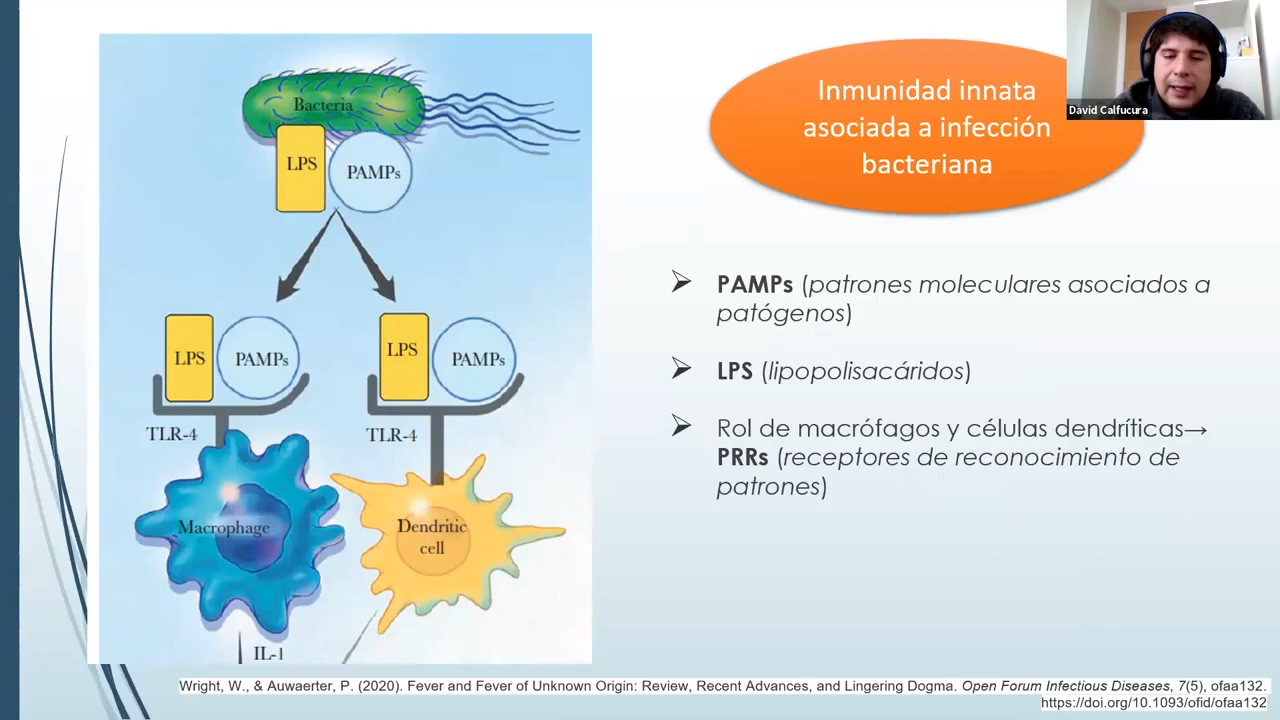 Bacteria
LPS
PAMPs
LPS
PAMPs
LPS
PAMPs
TLR-4
TLR-4
Macrophage
Dendritic
cell
IL-1
Inmunidad innata
asociada a infección
bacteriana
David Calfucura
➢ PAMPs (patrones moleculares asociados a
patógenos)
➢ LPS (lipopolisacáridos)
➢ Rol de macrófagos y células dendríticas→
PRRs (receptores de reconocimiento de
patrones)
Wright, W., & Auwaerter, P. (2020). Fever and Fever of Unknown Origin: Review, Recent Advances, and Lingering Dogma. Open Forum Infectious Diseases, 7(5), ofaa132.
https://doi.org/10.1093/ofid/ofaa132